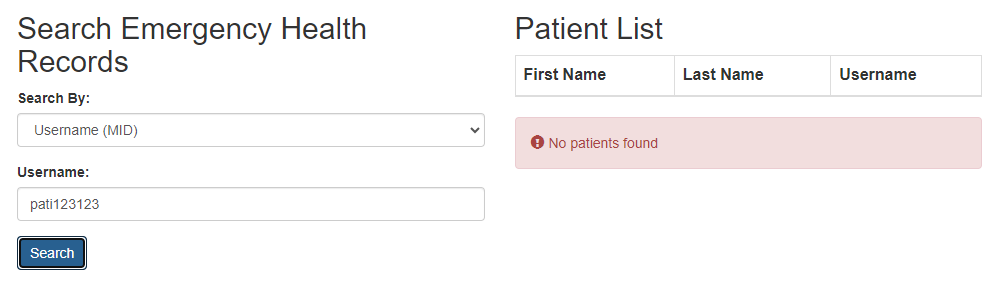 Search Emergency Health
Records
Search By:
Username (MID)
Username:
pati123123
Search
Patient List
First Name Last Name Username
No patients found